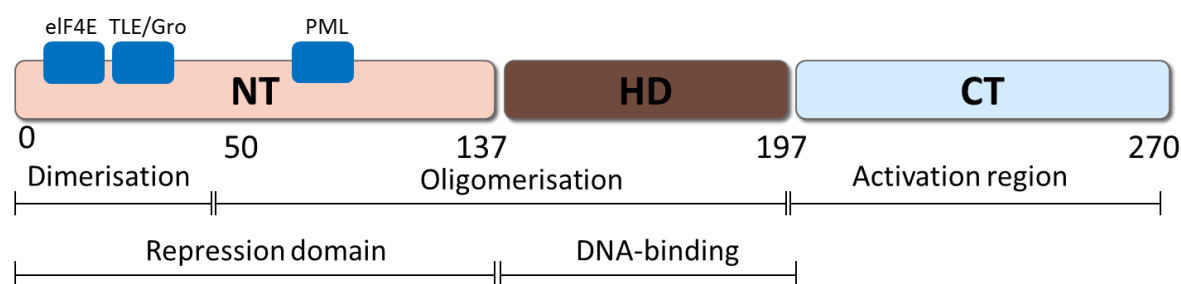 elF4E TLE/Gro PML
NT HD CT
0 50 137 197 270
Dimerisation Oligomerisation Activation region
Repression domain DNA-binding